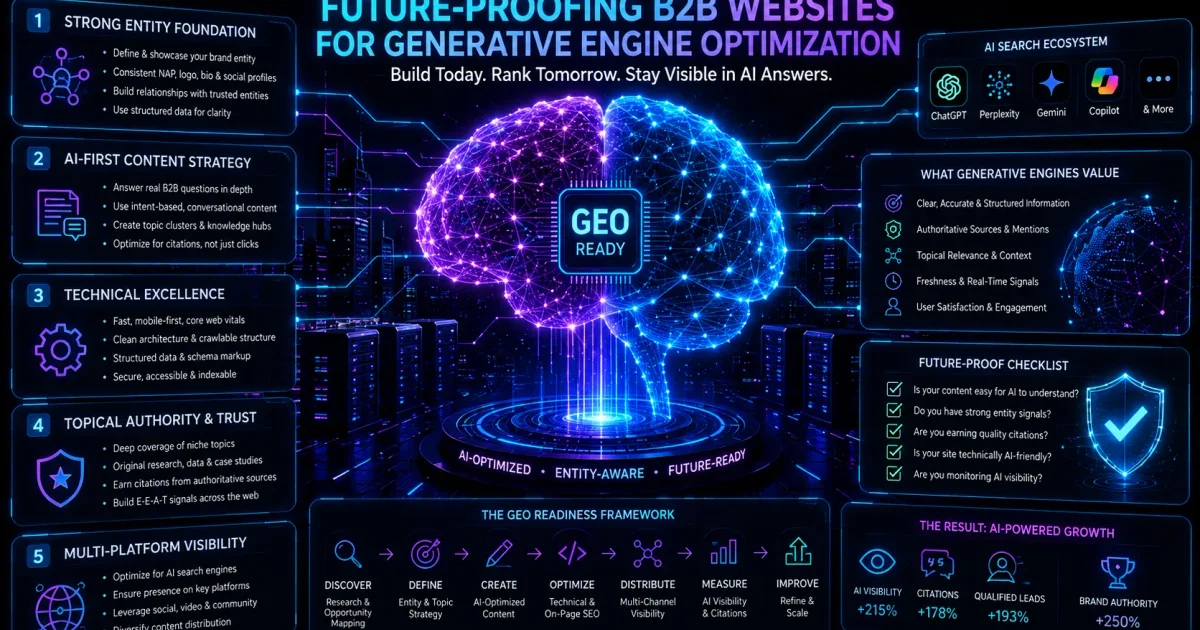 FUTURE-PROOFING B2B WEBSITES
FOR GENERATIVE ENGINE OPTIMIZATION
Build Today. Rank Tomorrow. Stay Visible in AI Answers.
1 STRONG ENTITY FOUNDATION
• Define & showcase your brand entity
• Consistent NAP, logo, bio & social profiles
• Build relationships with trusted entities
• Use structured data for clarity
2 AI-FIRST CONTENT STRATEGY
• Answer real B2B questions in depth
• Use intent-based, conversational content
• Create topic clusters & knowledge hubs
• Optimize for citations, not just clicks
3 TECHNICAL EXCELLENCE
• Fast, mobile-first, core web vitals
• Clean architecture & crawlable structure
• Structured data & schema markup
• Secure, accessible & indexable
4 TOPICAL AUTHORITY & TRUST
• Deep coverage of niche topics
• Original research, data & case studies
• Earn citations from authoritative sources
• Build E-E-A-T signals across the web
5 MULTI-PLATFORM VISIBILITY
• Optimize for AI search engines
• Ensure presence on key platforms
• Leverage social, video & community
• Diversify content distribution
GEO
READY
AI-OPTIMIZED • ENTITY-AWARE • FUTURE-READY
THE GEO READINESS FRAMEWORK
DISCOVER
Research &
Opportunity
Mapping
DEFINE
Entity & Topic
Strategy
CREATE
AI-Optimized
Content
OPTIMIZE
Technical &
On-Page SEO
DISTRIBUTE
Multi-Channel
Visibility
MEASURE
AI Visibility
& Citations
IMPROVE
Refine &
Scale
AI SEARCH ECOSYSTEM
ChatGPT
Perplexity
Gemini
Copilot
& More
WHAT GENERATIVE ENGINES VALUE
Clear, Accurate & Structured Information
Authoritative Sources & Mentions
Topical Relevance & Context
Freshness & Real-Time Signals
User Satisfaction & Engagement
FUTURE-PROOF CHECKLIST
Is your content easy for AI to understand?
Do you have strong entity signals?
Are you earning quality citations?
Is your site technically AI-friendly?
Are you monitoring AI visibility?
THE RESULT: AI-POWERED GROWTH
AI VISIBILITY
+215%
CITATIONS
+178%
QUALIFIED LEADS
+193%
BRAND AUTHORITY
+250%